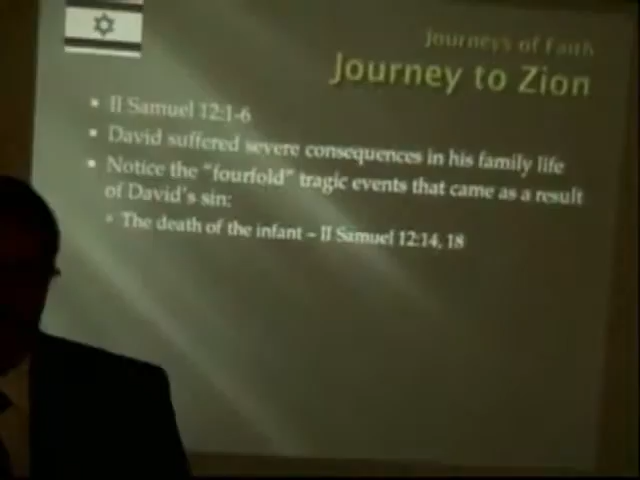 Journeys of Faith
Journey to Zion
▪ II Samuel 12:1-6
▪ David suffered severe consequences in his family life
▪ Notice the “fourfold” tragic events that came as a result
of David's sin:
▫ The death of the infant – II Samuel 12:14, 18